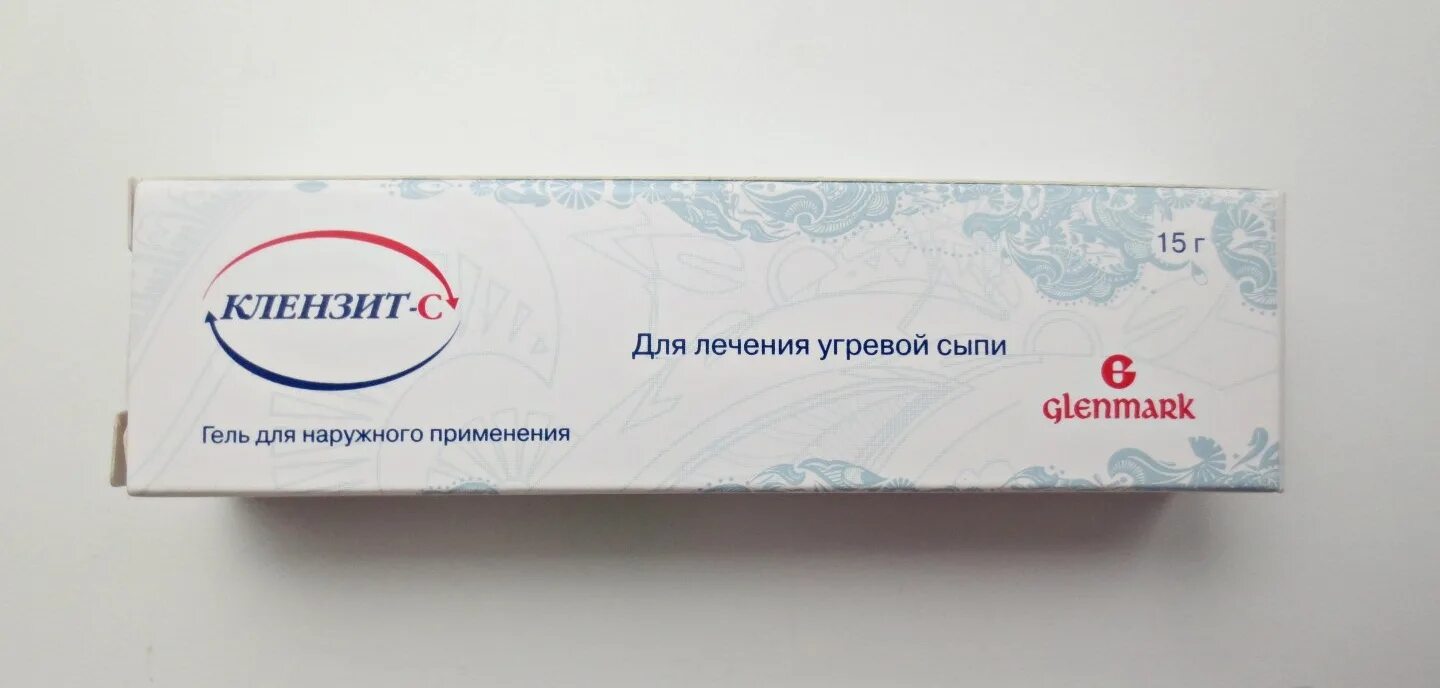 15 г
КЛЕНЗИТ-С
Для лечения угревой сыпи
Glenmark
Гель для наружного применения